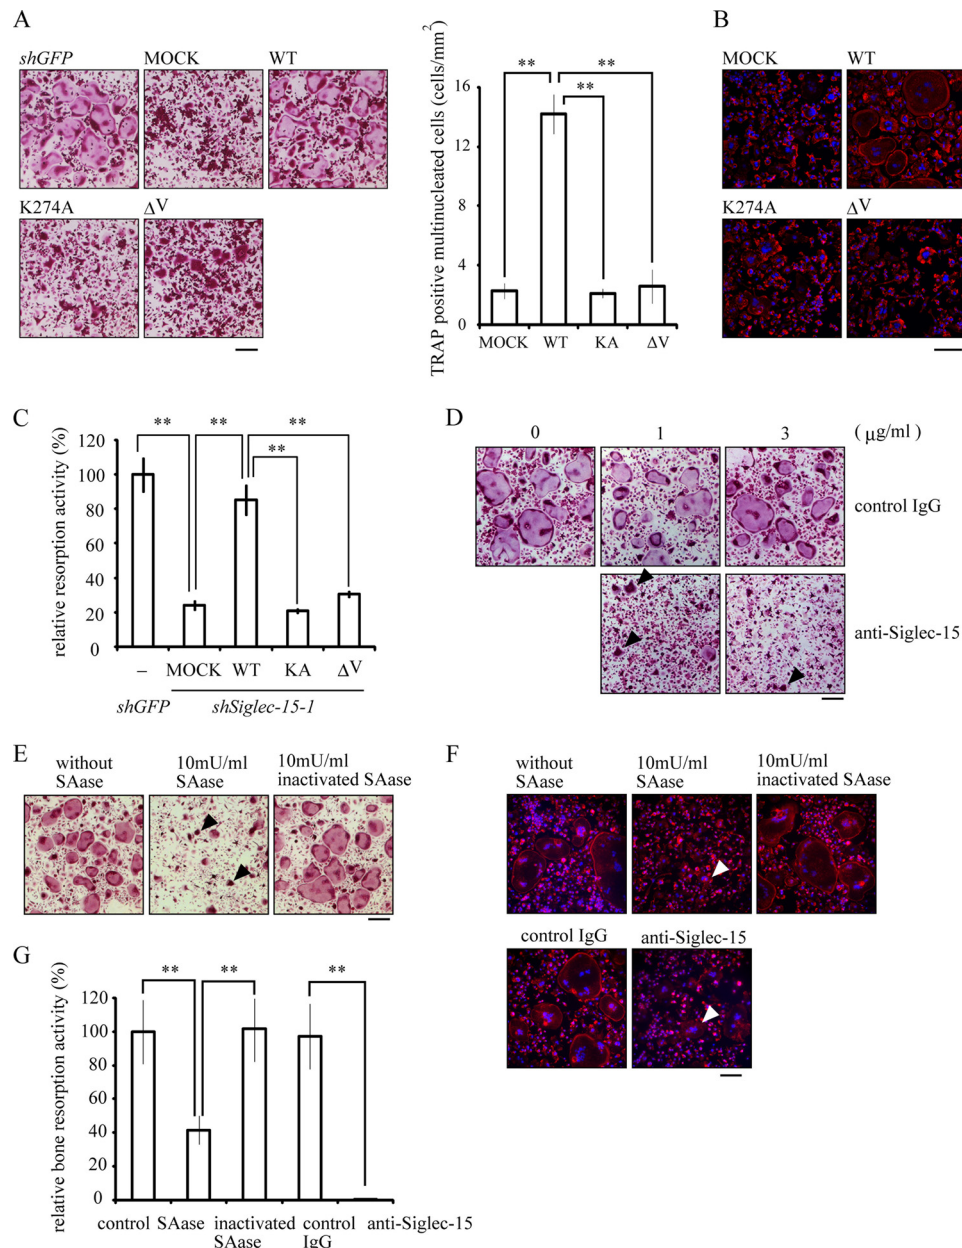 A
shGFP MOCK WT
K274A ΔV
TRAP positive multinucleated cells (cells/mm2)
16
12
8
4
0
** ** **
MOCK WT KA ΔV
B
MOCK WT
K274A ΔV
C
relative resorption activity (%)
120
100
80
60
40
20
0
** ** ** **
– MOCK WT KA ΔV
shGFP shSiglec-15-1
D
0 1 3 ( μg/ml )
control IgG
anti-Siglec-15
E
without SAase
10mU/ml SAase
10mU/ml inactivated SAase
F
without SAase
10mU/ml SAase
10mU/ml inactivated SAase
control IgG anti-Siglec-15
G
relative bone resorption activity (%)
120
100
80
60
40
20
0
** ** **
control SAase inactivated SAase control IgG anti-Siglec-15